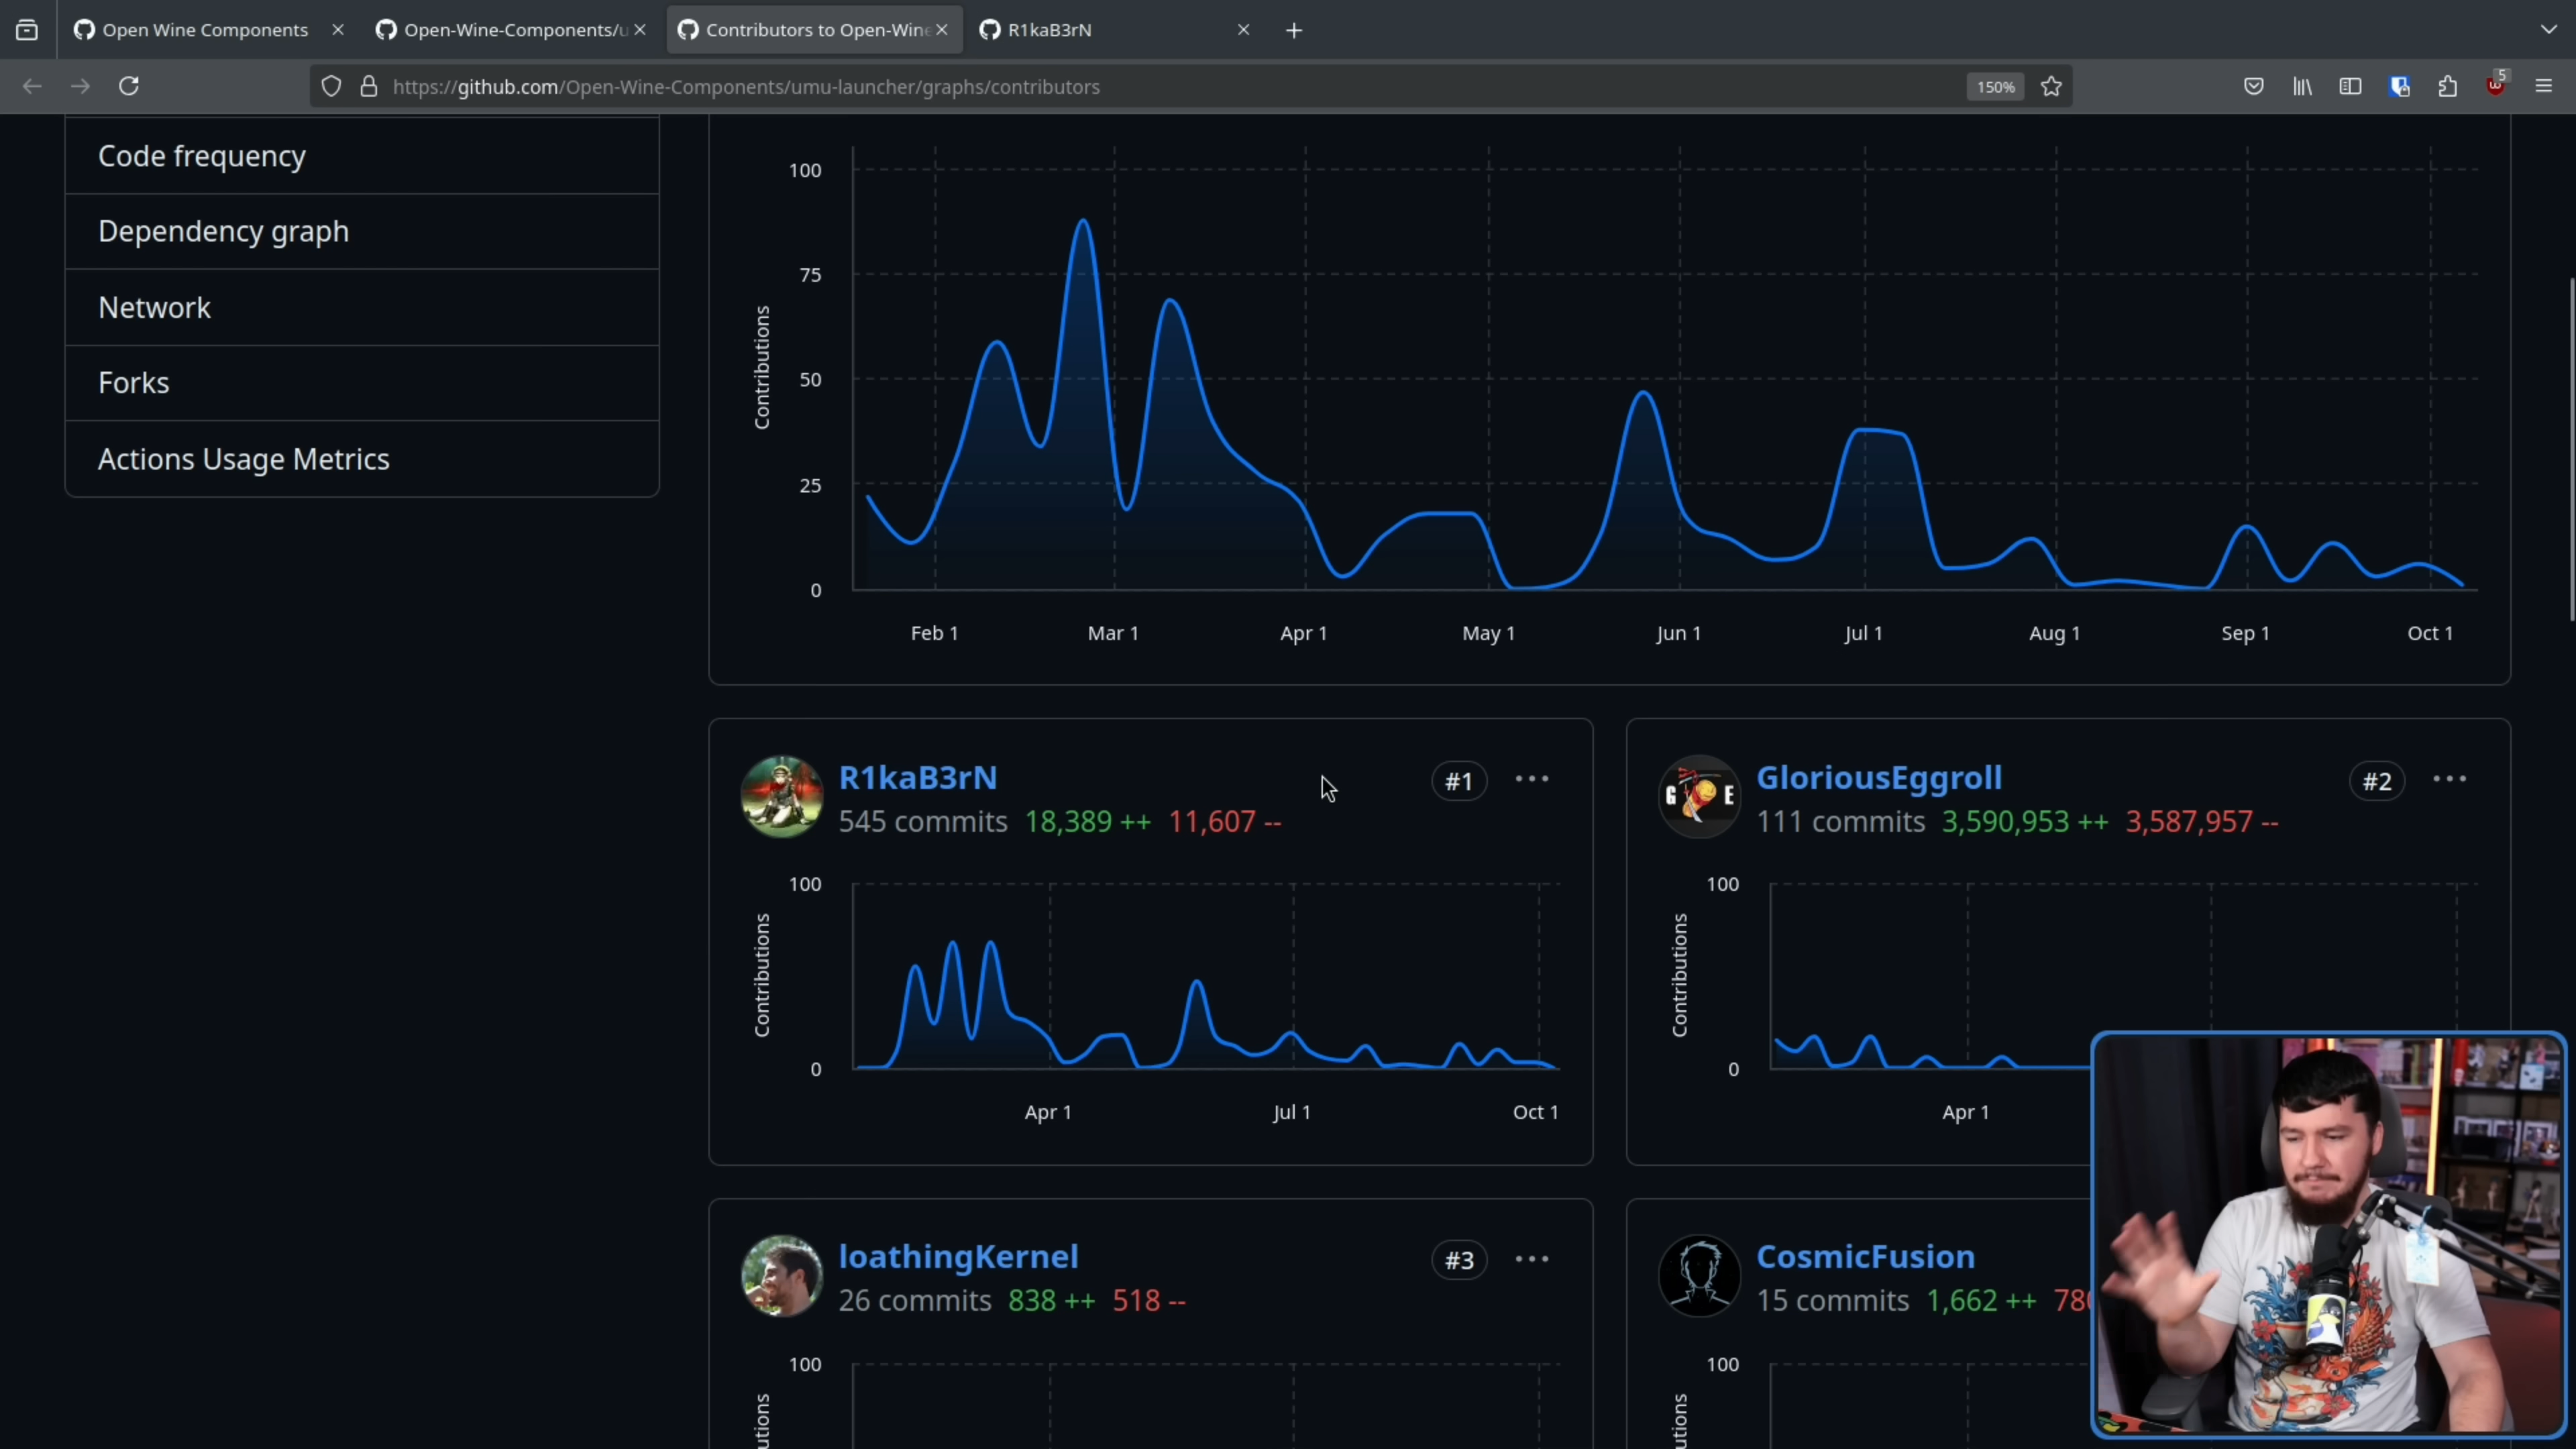 Open Wine Components
Open-Wine-Components/u
Contributors to Open-Wine
R1kaB3rN
https://github.com/Open-Wine-Components/umu-launcher/graphs/contributors
150%
5
Code frequency
Dependency graph
Network
Forks
Actions Usage Metrics
Contributions
100
75
50
25
0
Feb 1
Mar 1
Apr 1
May 1
Jun 1
Jul 1
Aug 1
Sep 1
Oct 1
R1kaB3rN
#1
545 commits 18,389 ++ 11,607 --
Contributions
100
0
Apr 1
Jul 1
Oct 1
GloriousEggroll
#2
111 commits 3,590,953 ++ 3,587,957 --
G E
Contributions
100
0
Apr 1
loathingKernel
#3
26 commits 838 ++ 518 --
100
utions
CosmicFusion
15 commits 1,662 ++ 780
100
utions